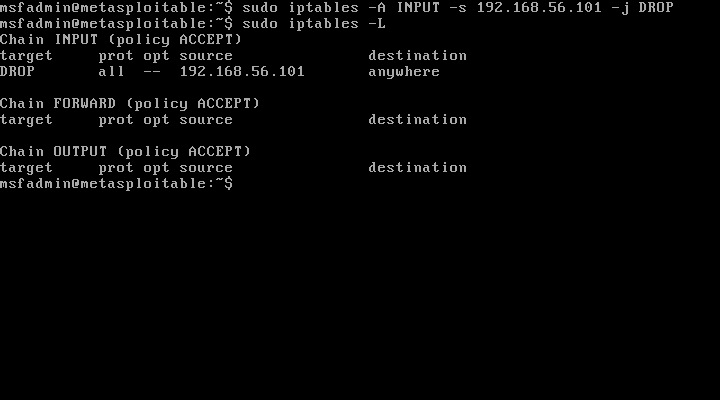 msfadmin@metasploitable:~$ sudo iptables -A INPUT -s 192.168.56.101 -j DROP
msfadmin@metasploitable:~$ sudo iptables -L
Chain INPUT (policy ACCEPT)
target     prot opt source               destination
DROP       all  --  192.168.56.101       anywhere

Chain FORWARD (policy ACCEPT)
target     prot opt source               destination

Chain OUTPUT (policy ACCEPT)
target     prot opt source               destination
msfadmin@metasploitable:~$